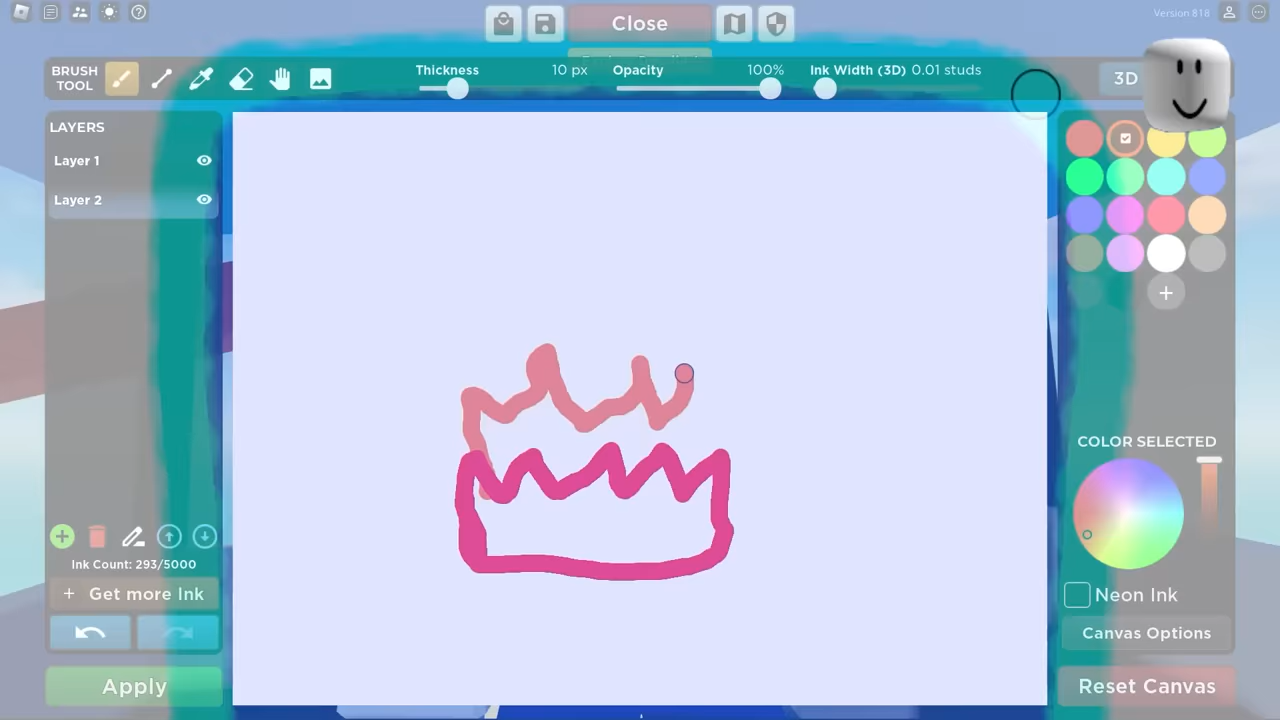 Close
Version 818
BRUSH
TOOL
Thickness 10 px
Opacity 100%
Ink Width (3D) 0.01 studs
3D
LAYERS
Layer 1
Layer 2
Ink Count: 293/5000
+ Get more Ink
Apply
COLOR SELECTED
Neon Ink
Canvas Options
Reset Canvas